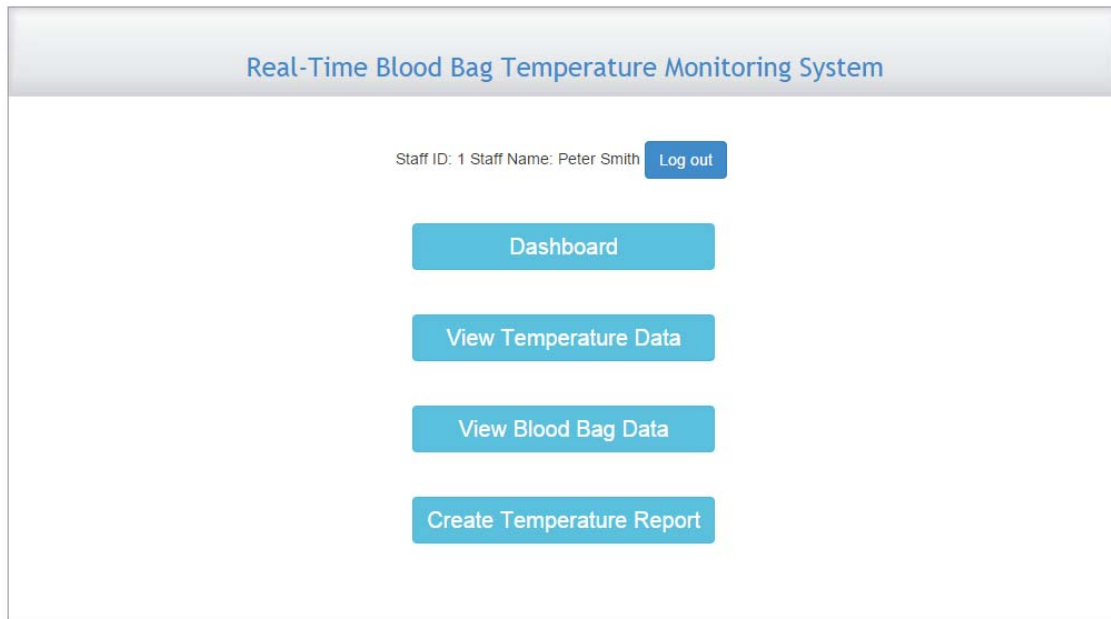 Real-Time Blood Bag Temperature Monitoring System
Staff ID: 1 Staff Name: Peter Smith Log out
Dashboard
View Temperature Data
View Blood Bag Data
Create Temperature Report